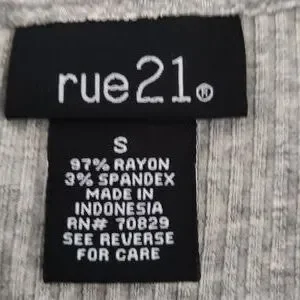 rue21®
S
97% RAYON
3% SPANDEX
MADE IN
INDONESIA
RN# 70829
SEE REVERSE
FOR CARE